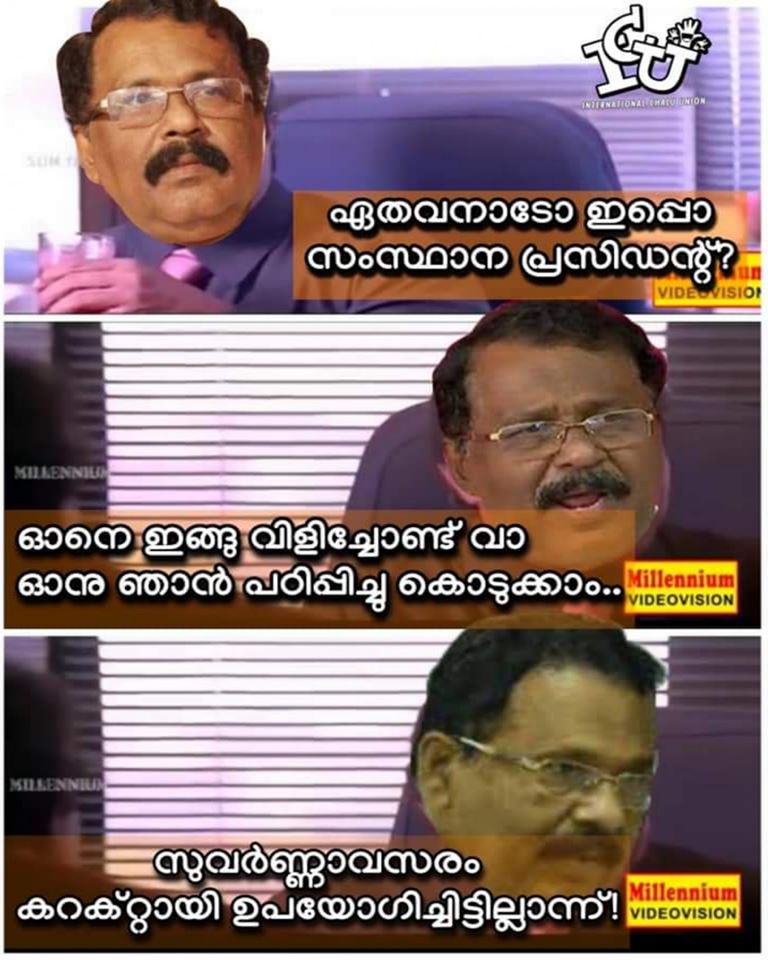 ICU
INTERNATIONAL CHALU UNION
SUN
ഏതവനാടോ ഇപ്പൊ
സംസ്ഥാന പ്രസിഡന്റ്?
VIDEOVISION
MILLENNIUM
ഓനെ ഇങ്ങു വിളിച്ചോണ്ട് വാ
ഓനു ഞാൻ പഠിപ്പിച്ചു കൊടുക്കാം..
Millennium
VIDEOVISION
MILLENNIUM
സുവർണ്ണാവസരം
കറക്റ്റായി ഉപയോഗിച്ചിട്ടില്ലാന്ന്!
Millennium
VIDEOVISION